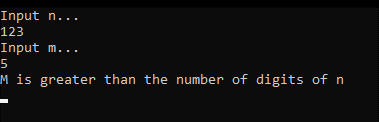 Input n...
123
Input m...
5
M is greater than the number of digits of n